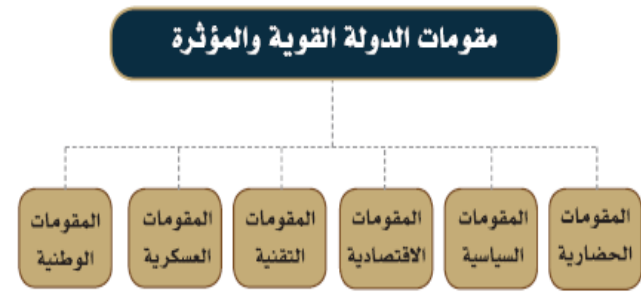 مقومات الدولة القوية والمؤثرة
المقومات
الحضارية
المقومات
السياسية
المقومات
الاقتصادية
المقومات
التقنية
المقومات
العسكرية
المقومات
الوطنية